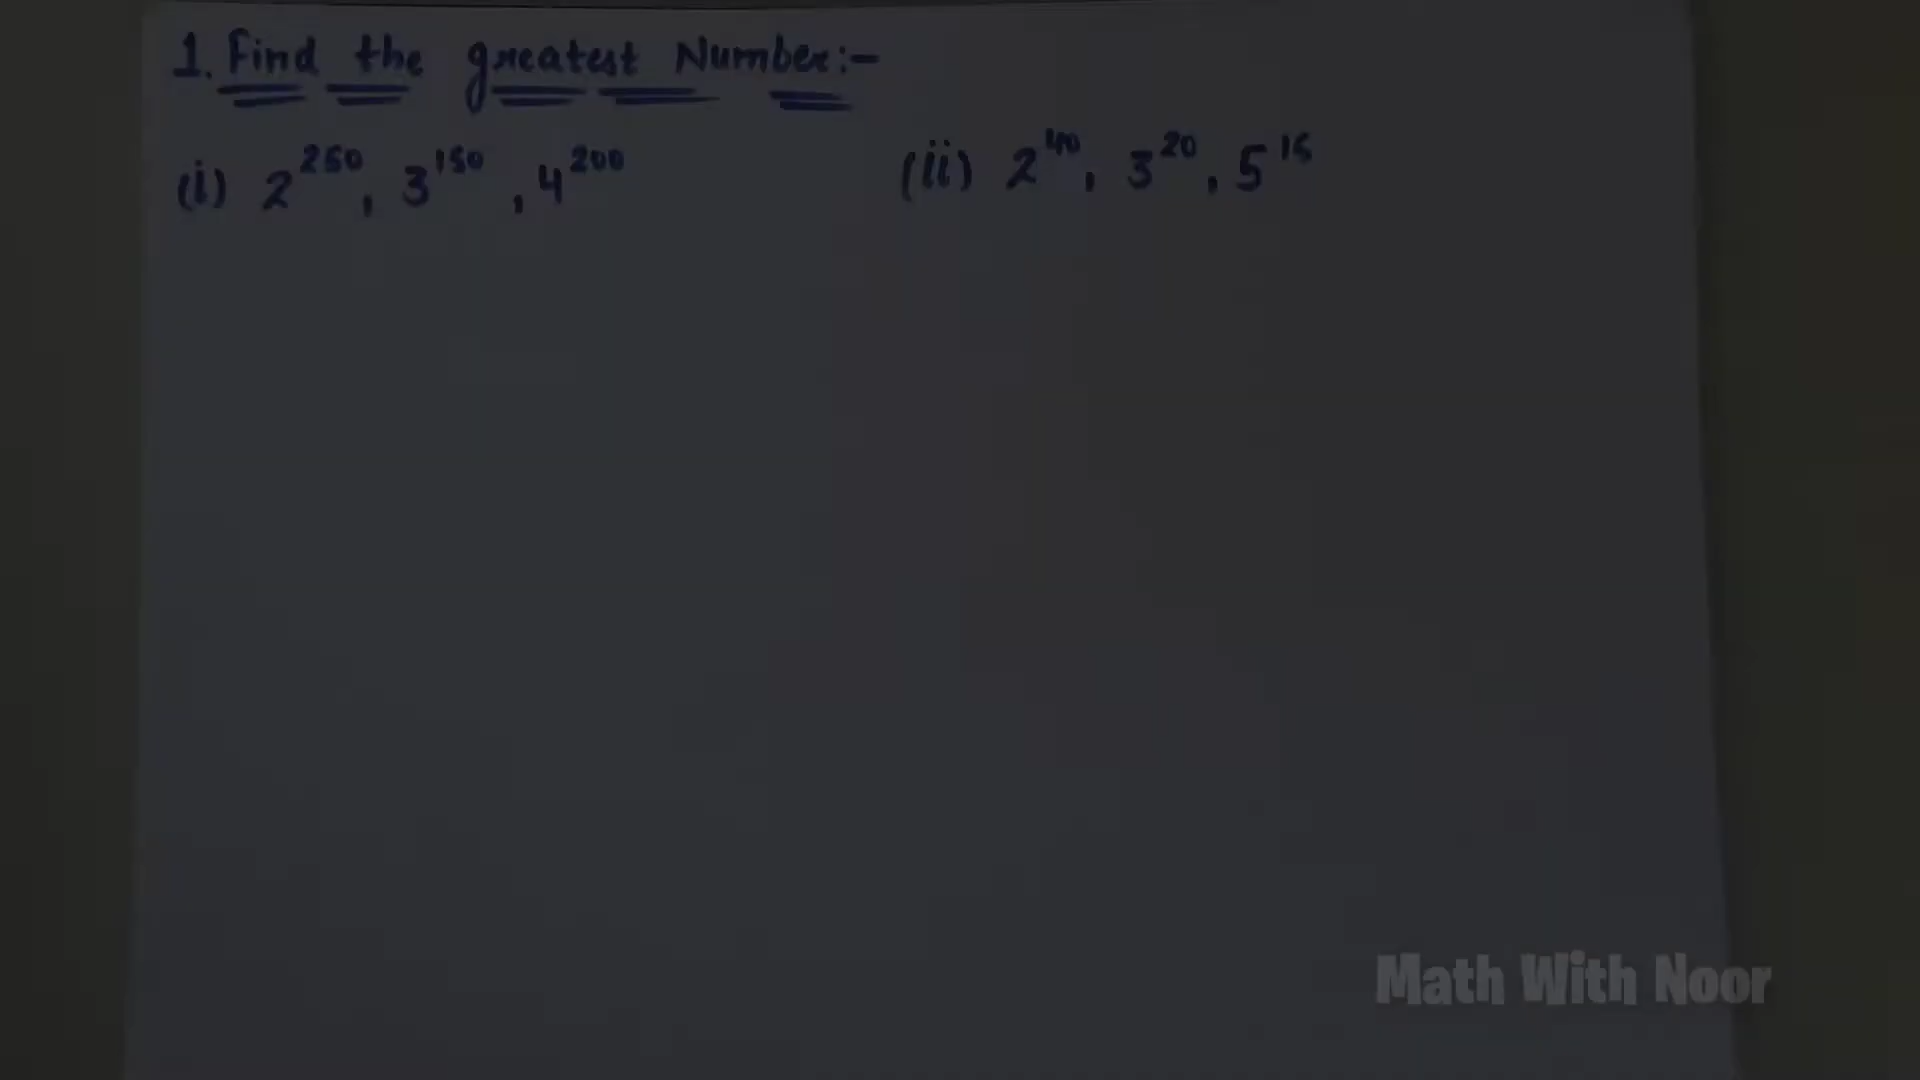 1. Find the greatest Number:-
(i) 2^250, 3^150, 4^200
(ii) 2^40, 3^20, 5^15
Math With Noor